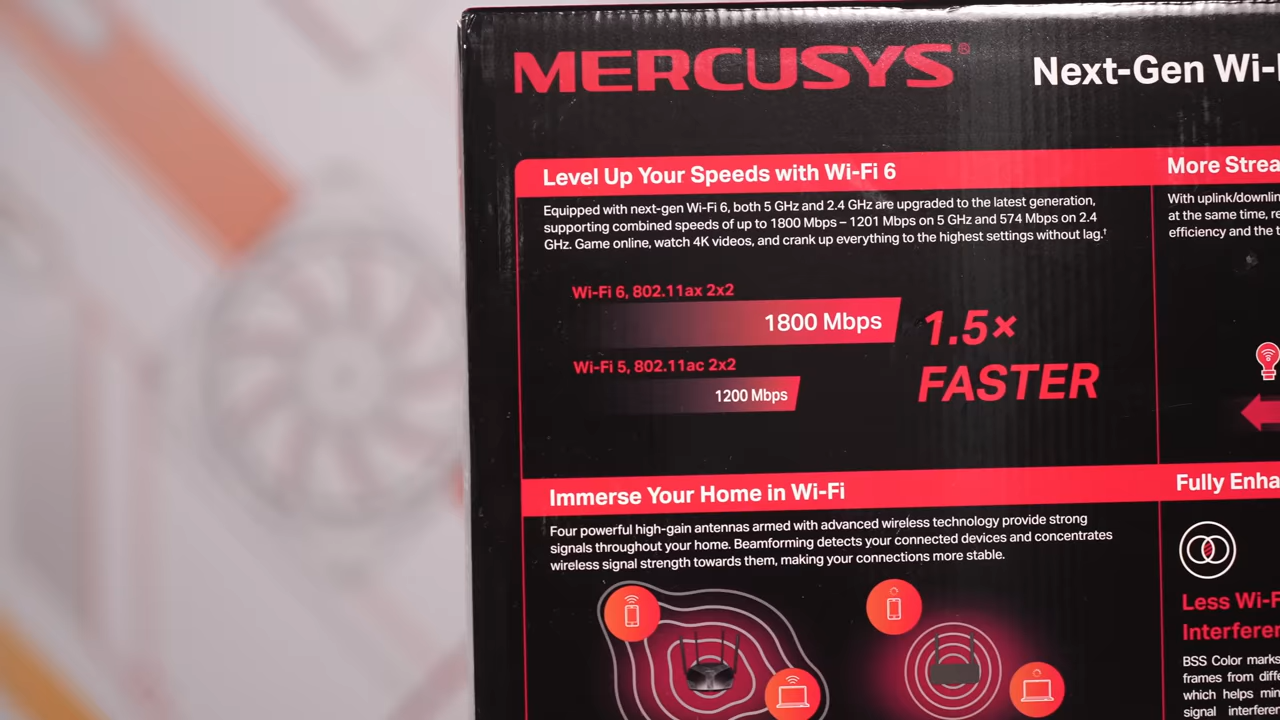 MERCUSYS®
Next-Gen Wi-
Level Up Your Speeds with Wi-Fi 6
Equipped with next-gen Wi-Fi 6, both 5 GHz and 2.4 GHz are upgraded to the latest generation,
supporting combined speeds of up to 1800 Mbps – 1201 Mbps on 5 GHz and 574 Mbps on 2.4
GHz. Game online, watch 4K videos, and crank up everything to the highest settings without lag.†
Wi-Fi 6, 802.11ax 2x2
1800 Mbps
Wi-Fi 5, 802.11ac 2x2
1200 Mbps
1.5×
FASTER
More Strea
With uplink/downlin
at the same time, re
efficiency and the t
Immerse Your Home in Wi-Fi
Four powerful high-gain antennas armed with advanced wireless technology provide strong
signals throughout your home. Beamforming detects your connected devices and concentrates
wireless signal strength towards them, making your connections more stable.
Fully Enha
Less Wi-F
Interferen
BSS Color marks
frames from diffe
which helps min
signal interferen